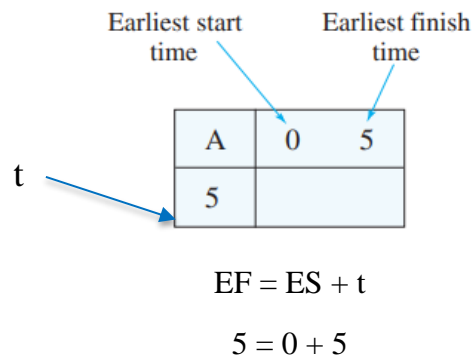 Earliest start time
Earliest finish time
A 0 5
t
5
EF = ES + t
5 = 0 + 5